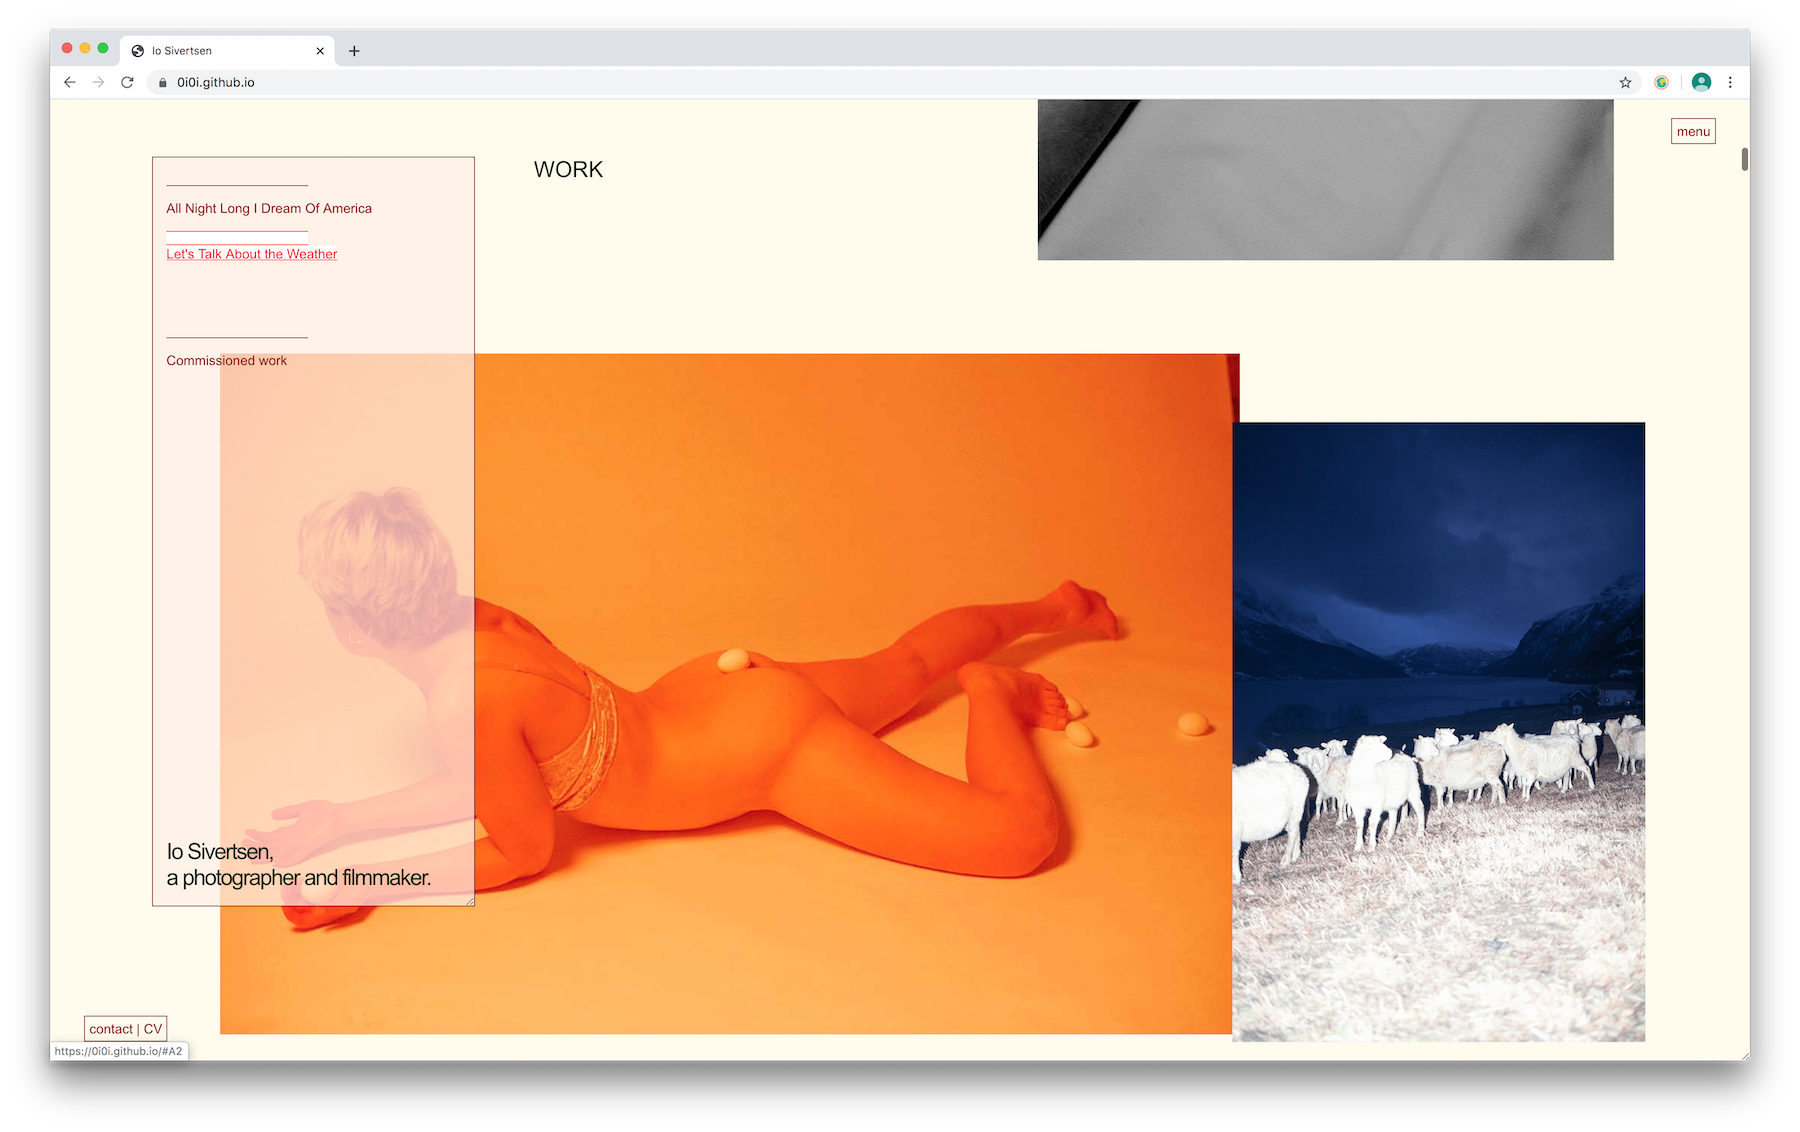 Io Sivertsen
0i0i.github.io
menu
WORK
All Night Long I Dream Of America
Let's Talk About the Weather
Commissioned work
Io Sivertsen,
a photographer and filmmaker.
contact | CV
https://0i0i.github.io/#A2